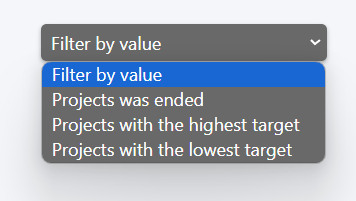 Filter by value
Filter by value
Projects was ended
Projects with the highest target
Projects with the lowest target